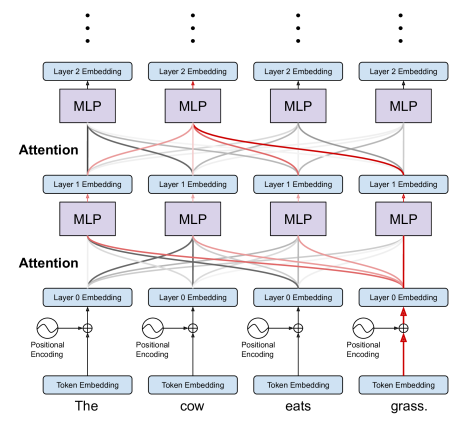 Layer 2 Embedding Layer 2 Embedding Layer 2 Embedding Layer 2 Embedding
MLP MLP MLP MLP
Attention
Layer 1 Embedding Layer 1 Embedding Layer 1 Embedding Layer 1 Embedding
MLP MLP MLP MLP
Attention
Layer 0 Embedding Layer 0 Embedding Layer 0 Embedding Layer 0 Embedding
Positional Positional Positional Positional
Encoding Encoding Encoding Encoding
Token Embedding Token Embedding Token Embedding Token Embedding
The cow eats grass.